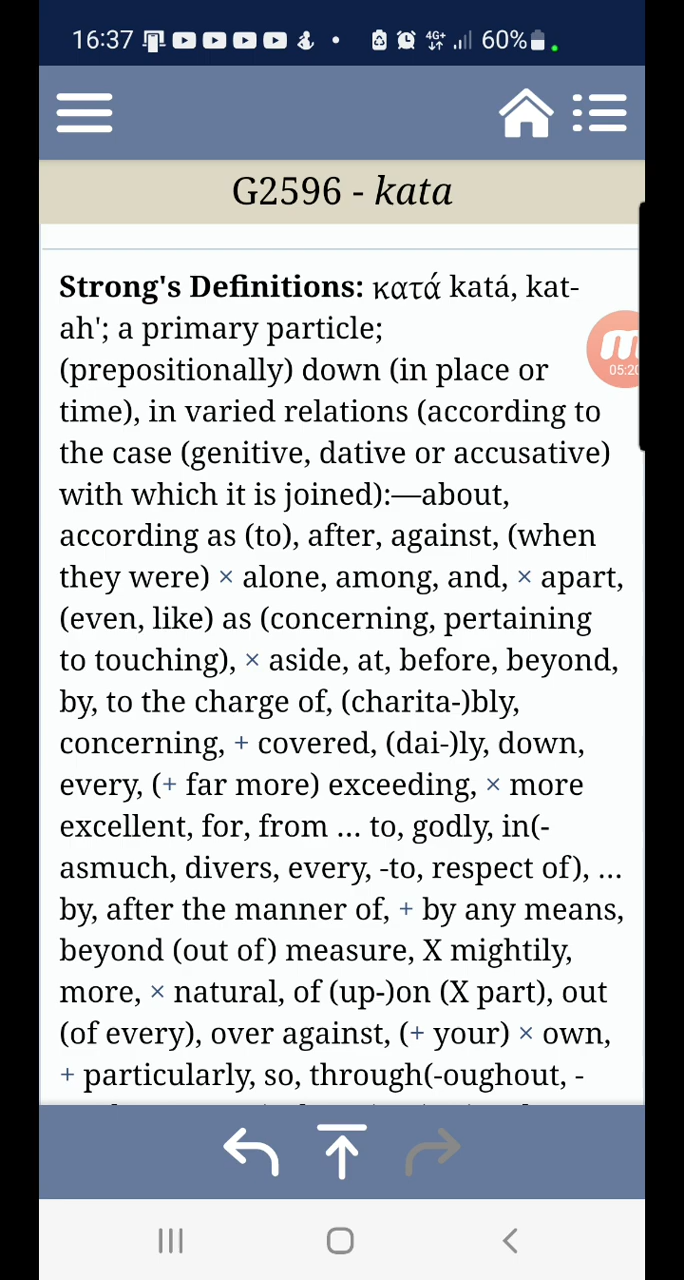 16:37 4G+ 60%
G2596 - kata
Strong's Definitions: κατά katá, kat-
ah'; a primary particle;
(prepositionally) down (in place or
time), in varied relations (according to
the case (genitive, dative or accusative)
with which it is joined):—about,
according as (to), after, against, (when
they were) × alone, among, and, × apart,
(even, like) as (concerning, pertaining
to touching), × aside, at, before, beyond,
by, to the charge of, (charita-)bly,
concerning, + covered, (dai-)ly, down,
every, (+ far more) exceeding, × more
excellent, for, from ... to, godly, in(-
asmuch, divers, every, -to, respect of), ...
by, after the manner of, + by any means,
beyond (out of) measure, X mightily,
more, × natural, of (up-)on (X part), out
(of every), over against, (+ your) × own,
+ particularly, so, through(-oughout, -
05:20